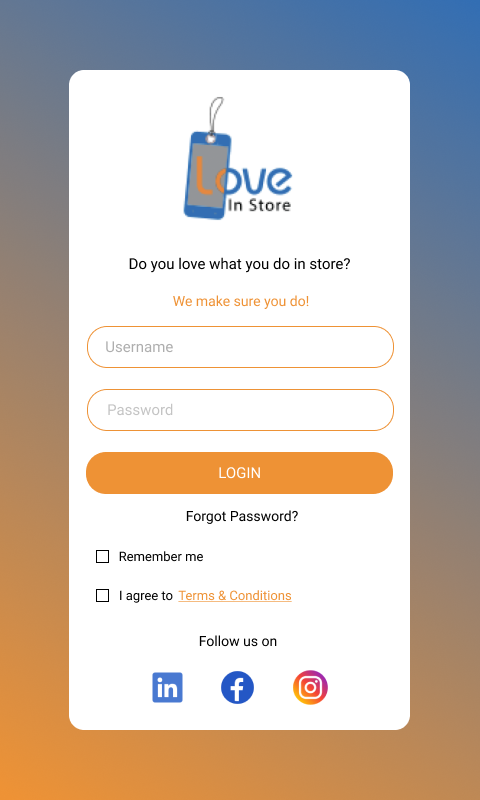 Love
In Store
Do you love what you do in store?
We make sure you do!
Username
Password
LOGIN
Forgot Password?
Remember me
I agree to Terms & Conditions
Follow us on
in
f